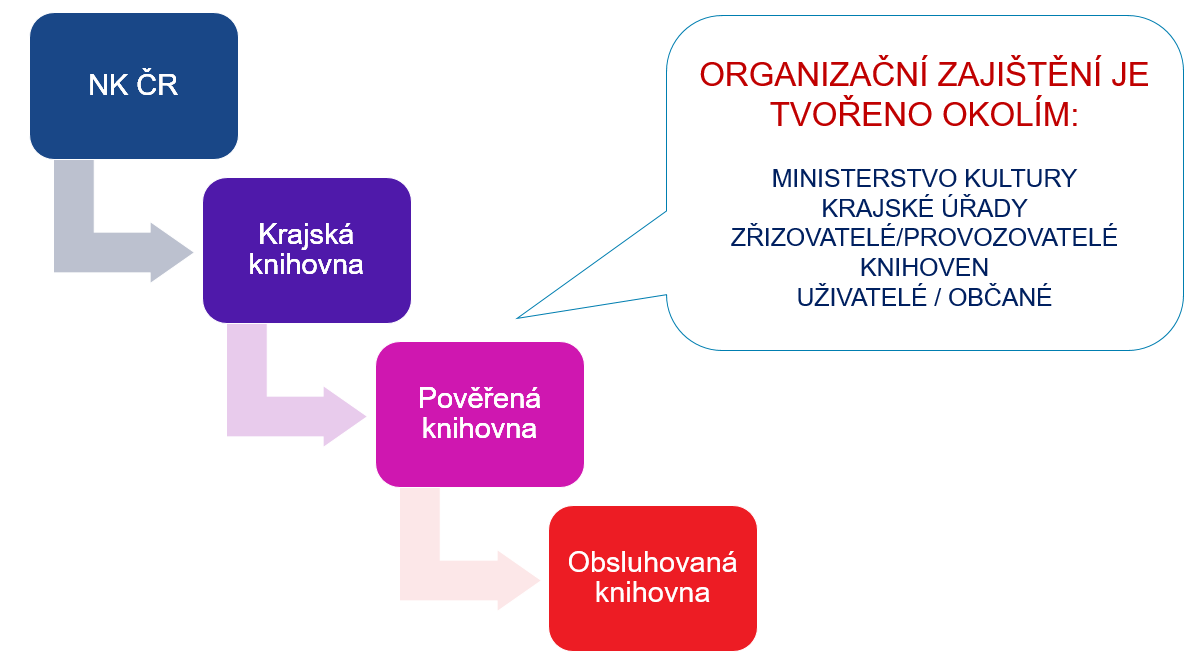 NK ČR
Krajská
knihovna
Pověřená
knihovna
Obsluhovaná
knihovna
ORGANIZAČNÍ ZAJIŠTĚNÍ JE
TVOŘENO OKOLÍM:
MINISTERSTVO KULTURY
KRAJSKÉ ÚŘADY
ZŘIZOVATELÉ/PROVOZOVATELÉ
KNIHOVEN
UŽIVATELÉ / OBČANÉ